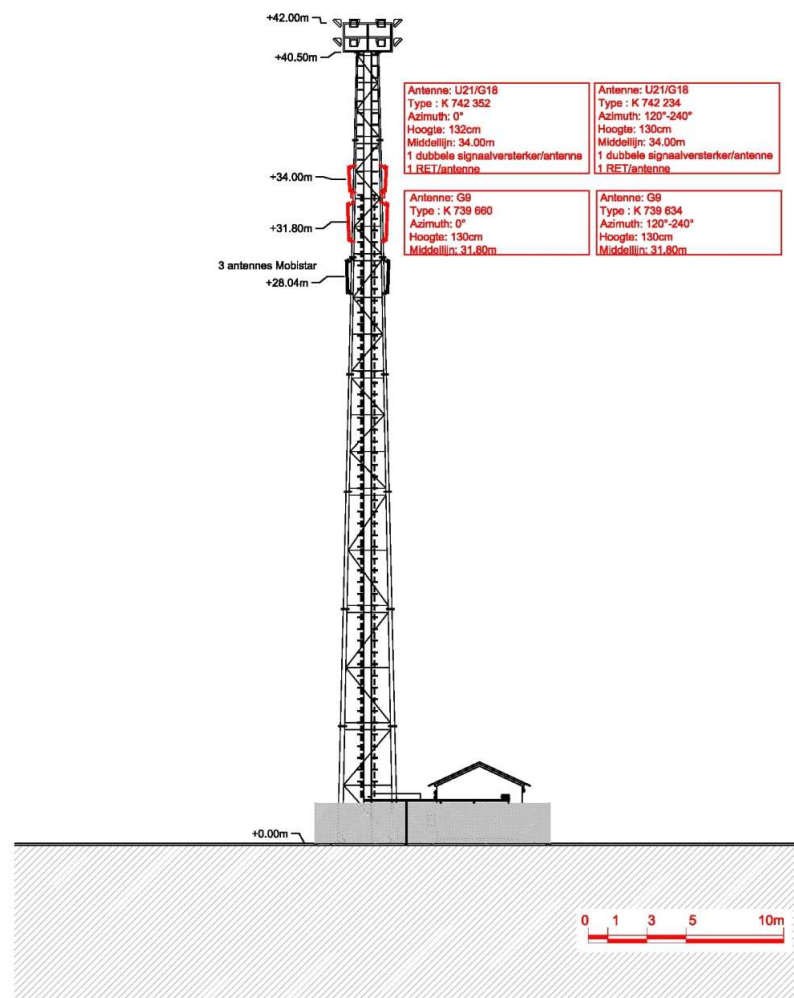 +42.00m
+40.50m
Antenne: U21/G18
Type : K 742 352
Azimuth: 0°
Hoogte: 132cm
Middellijn: 34.00m
1 dubbele signaalversterker/antenne
1 RET/antenne
Antenne: U21/G18
Type : K 742 234
Azimuth: 120°-240°
Hoogte: 130cm
Middellijn: 34.00m
1 dubbele signaalversterker/antenne
1 RET/antenne
+34.00m
Antenne: G9
Type : K 739 660
Azimuth: 0°
Hoogte: 130cm
Middellijn: 31.80m
Antenne: G9
Type : K 739 634
Azimuth: 120°-240°
Hoogte: 130cm
Middellijn: 31.80m
+31.80m
3 antennes Mobistar
+28.04m
+0.00m
0 1 3 5 10m